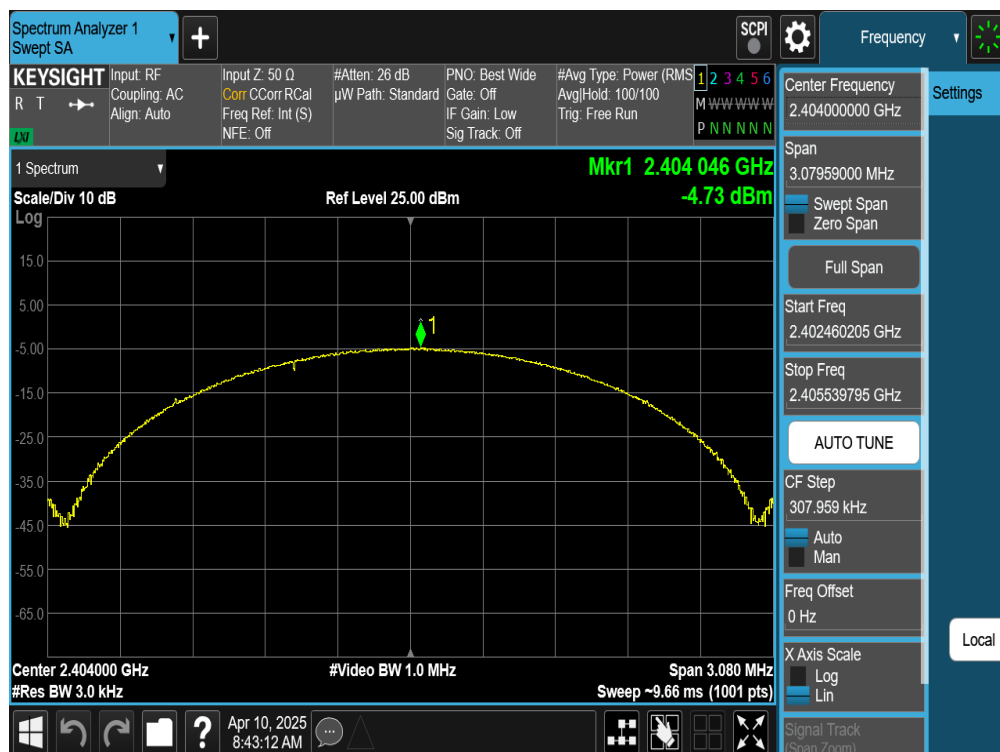 Spectrum Analyzer 1
Swept SA
+
SCPI
Frequency
KEYSIGHT
R T
LXI
Input: RF
Coupling: AC
Align: Auto
Input Z: 50 Ω
Corr CCorr RCal
Freq Ref: Int (S)
NFE: Off
#Atten: 26 dB
µW Path: Standard
PNO: Best Wide
Gate: Off
IF Gain: Low
Sig Track: Off
#Avg Type: Power (RMS
Avg|Hold: 100/100
Trig: Free Run
1 2 3 4 5 6
M W W W W W W
P N N N N N N
1 Spectrum
Mkr1 2.404 046 GHz
-4.73 dBm
Scale/Div 10 dB
Ref Level 25.00 dBm
Log
15.0
5.00
-5.00
-15.0
-25.0
-35.0
-45.0
-55.0
-65.0
1
Center 2.404000 GHz
#Video BW 1.0 MHz
Span 3.080 MHz
#Res BW 3.0 kHz
Sweep ~9.66 ms (1001 pts)
Center Frequency
2.404000000 GHz
Settings
Span
3.07959000 MHz
Swept Span
Zero Span
Full Span
Start Freq
2.402460205 GHz
Stop Freq
2.405539795 GHz
AUTO TUNE
CF Step
307.959 kHz
Auto
Man
Freq Offset
0 Hz
Local
X Axis Scale
Log
Lin
Signal Track
(Span Zoom)
?
Apr 10, 2025
8:43:12 AM